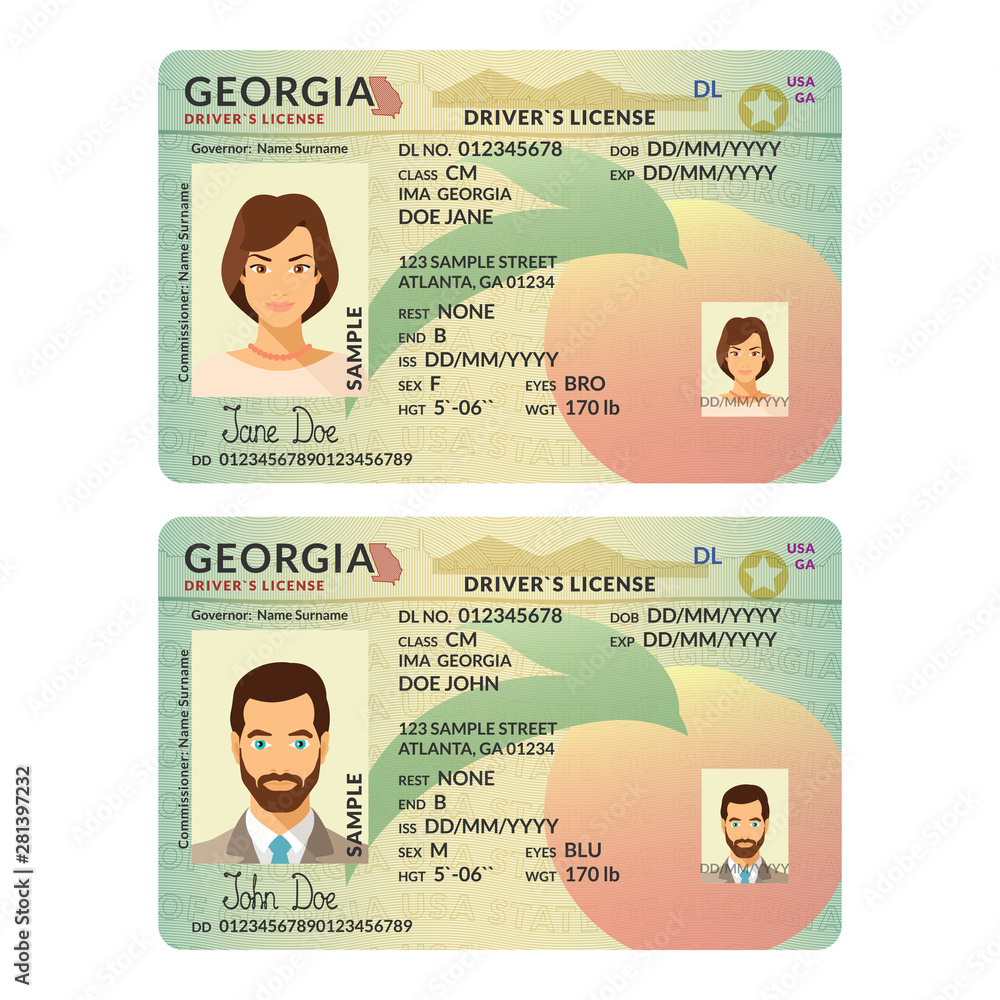 GEORGIA
DRIVER`S LICENSE
DRIVER`S LICENSE
DL
USA
GA
Governor: Name Surname
Commissioner: Name Surname
DL NO. 012345678
DOB DD/MM/YYYY
CLASS CM
EXP DD/MM/YYYY
IMA GEORGIA
DOE JANE
123 SAMPLE STREET
ATLANTA, GA 01234
REST NONE
END B
ISS DD/MM/YYYY
SEX F EYES BRO
HGT 5`-06`` WGT 170 lb
SAMPLE
DD/MM/YYYY
Jane Doe
DD 01234567890123456789
GEORGIA
DRIVER`S LICENSE
DRIVER`S LICENSE
DL
USA
GA
Governor: Name Surname
Commissioner: Name Surname
DL NO. 012345678
DOB DD/MM/YYYY
CLASS CM
EXP DD/MM/YYYY
IMA GEORGIA
DOE JOHN
123 SAMPLE STREET
ATLANTA, GA 01234
REST NONE
END B
ISS DD/MM/YYYY
SEX M EYES BLU
HGT 5`-06`` WGT 170 lb
SAMPLE
DD/MM/YYYY
John Doe
DD 01234567890123456789
Adobe Stock | #281397232